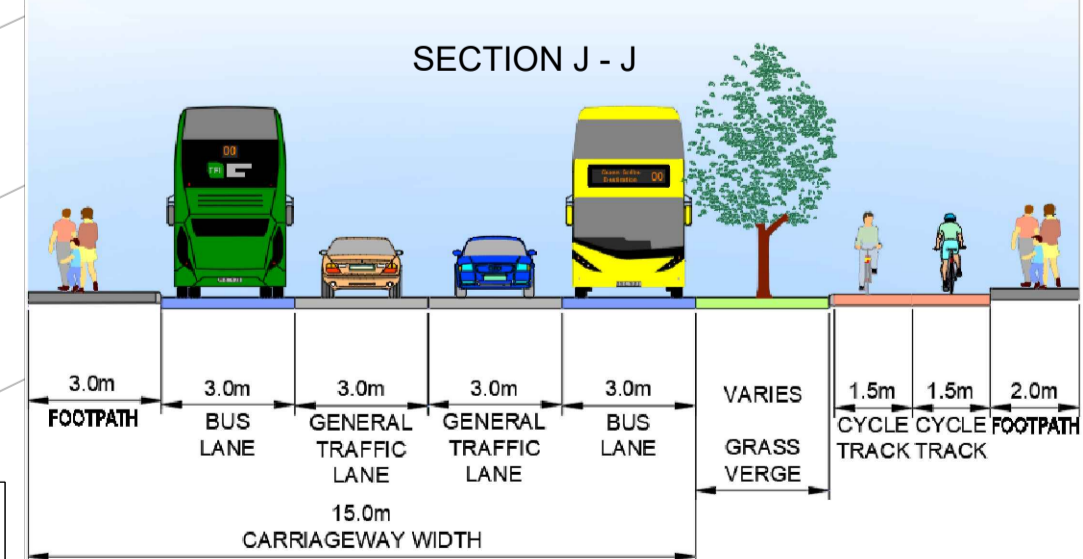 SECTION J - J
00
TFI
00
3.0m
FOOTPATH
3.0m
BUS
LANE
3.0m
GENERAL
TRAFFIC
LANE
3.0m
GENERAL
TRAFFIC
LANE
3.0m
BUS
LANE
VARIES
GRASS
VERGE
1.5m
CYCLE
TRACK
1.5m
CYCLE
TRACK
2.0m
FOOTPATH
15.0m
CARRIAGEWAY WIDTH